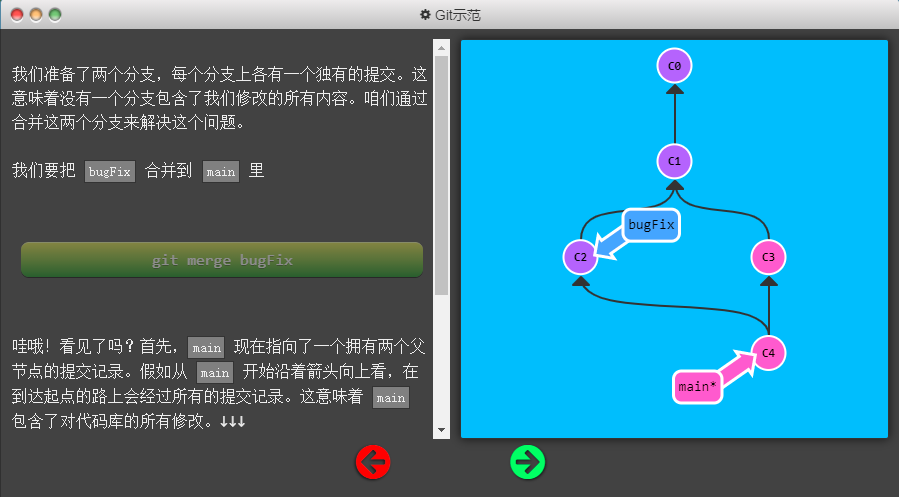 Git示范
我们准备了两个分支，每个分支上各有一个独有的提交。这
意味着没有一个分支包含了我们修改的所有内容。咱们通过
合并这两个分支来解决这个问题。
我们要把 bugFix 合并到 main 里
git merge bugFix
哇哦！看见了吗？首先，main 现在指向了一个拥有两个父
节点的提交记录。假如从 main 开始沿着箭头向上看，在
到达起点的路上会经过所有的提交记录。这意味着 main
包含了对代码库的所有修改。↓↓↓
C0
C1
bugFix
C2
C3
C4
main*